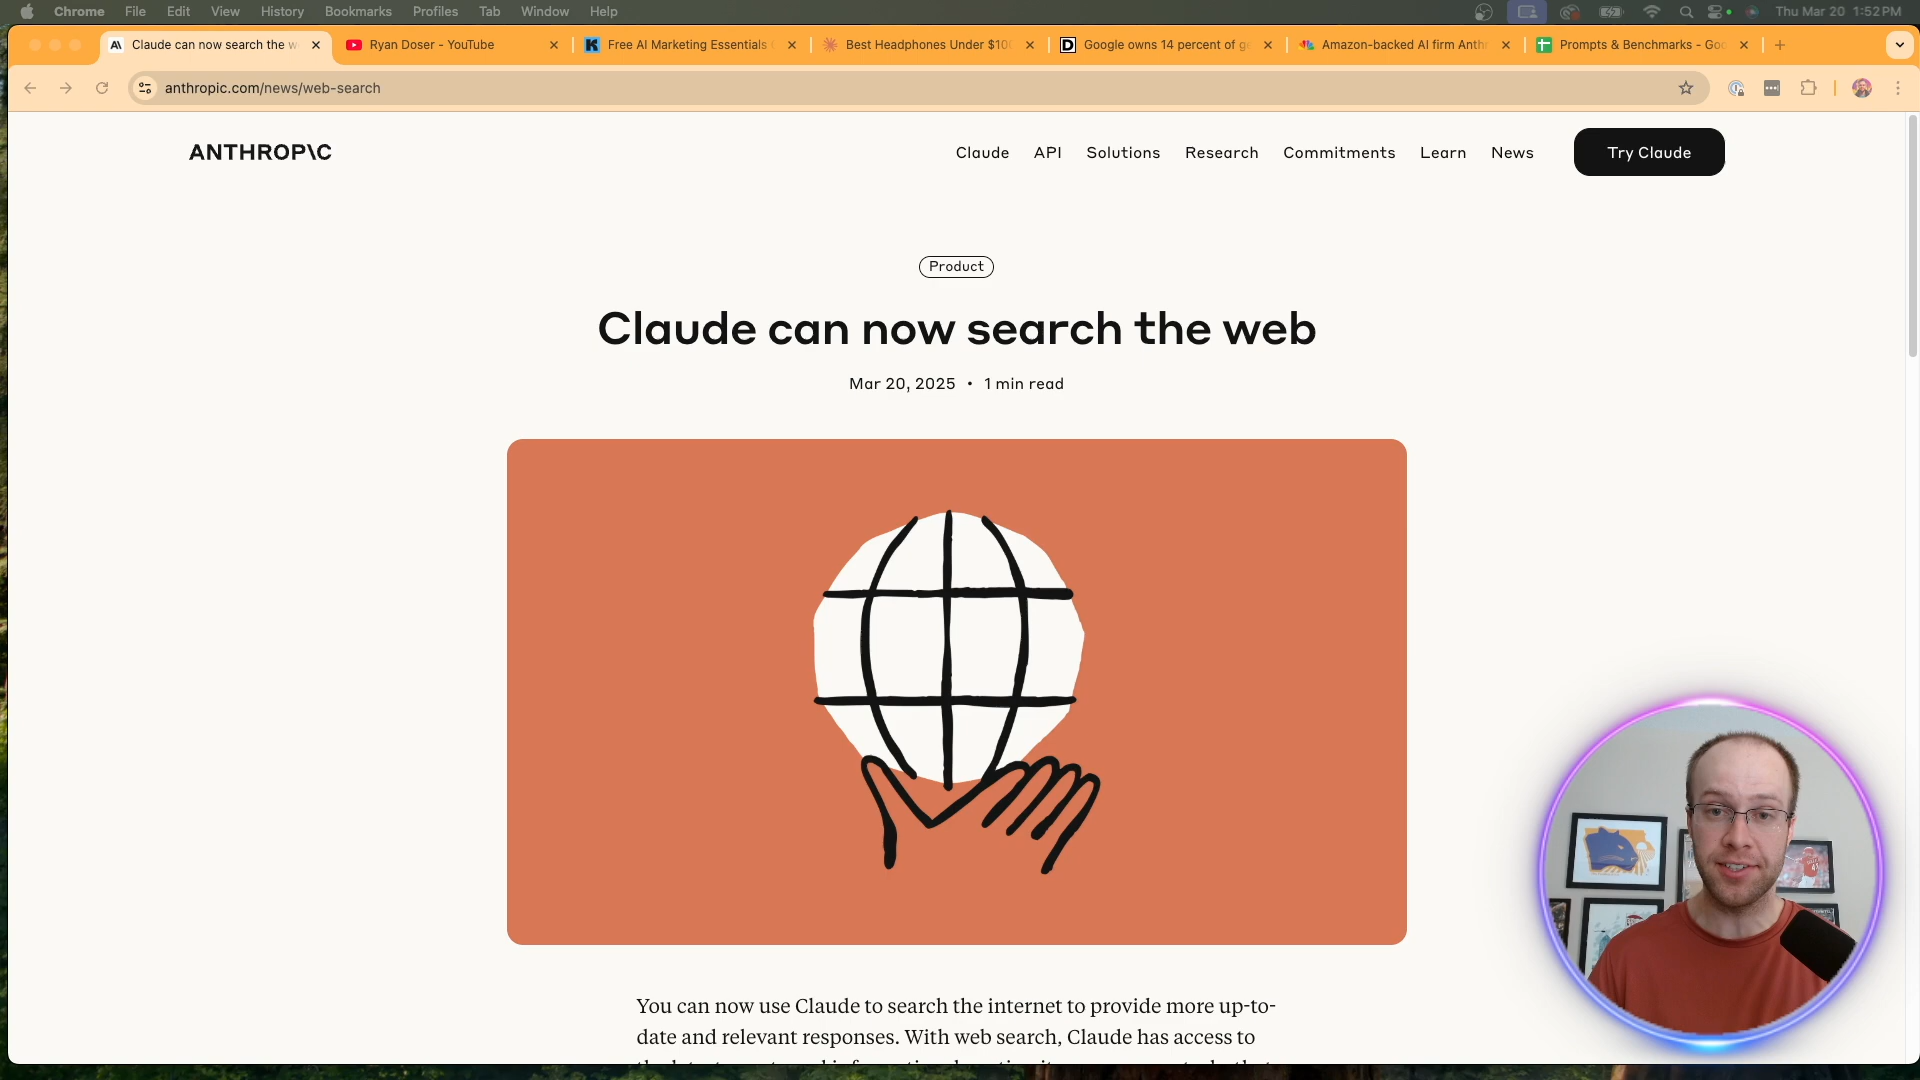 Chrome File Edit View History Bookmarks Profiles Tab Window Help Thu Mar 20 1:52 PM
Claude can now search the w Ryan Doser - YouTube Free AI Marketing Essentials Best Headphones Under $10 Google owns 14 percent of g Amazon-backed AI firm Anth Prompts & Benchmarks - Goo
anthropic.com/news/web-search
ANTHROP\C Claude API Solutions Research Commitments Learn News Try Claude
Product
Claude can now search the web
Mar 20, 2025 • 1 min read
You can now use Claude to search the internet to provide more up-to-
date and relevant responses. With web search, Claude has access to